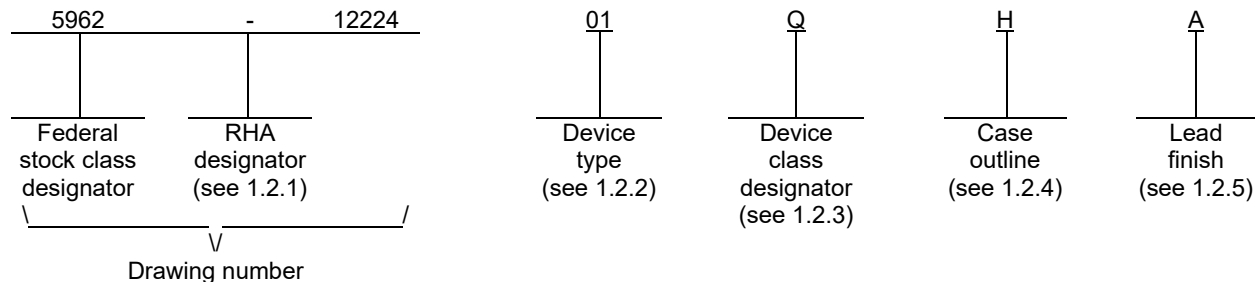 5962 - 12224 01 Q H A
Federal RHA Device Device Case Lead
stock class designator type class outline finish
designator (see 1.2.1) (see 1.2.2) designator (see 1.2.4) (see 1.2.5)
(see 1.2.3)
\ /
\/
Drawing number